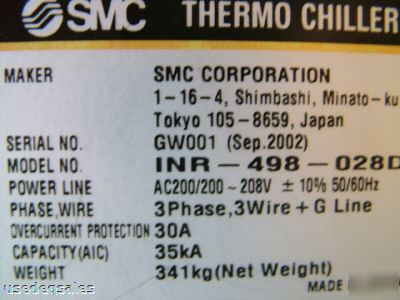 SMC THERMO CHILLER
MAKER SMC CORPORATION
1-16-4, Shimbashi, Minato-ku
Tokyo 105-8659, Japan
SERIAL NO. GW001 (Sep.2002)
MODEL NO. INR-498-028D
POWER LINE AC200/200~208V ±10% 50/60Hz
PHASE,WIRE 3Phase,3Wire+G Line
OVERCURRENT PROTECTION 30A
CAPACITY(AIC) 35kA
WEIGHT 341kg(Net Weight)
MADE
usedeqsales